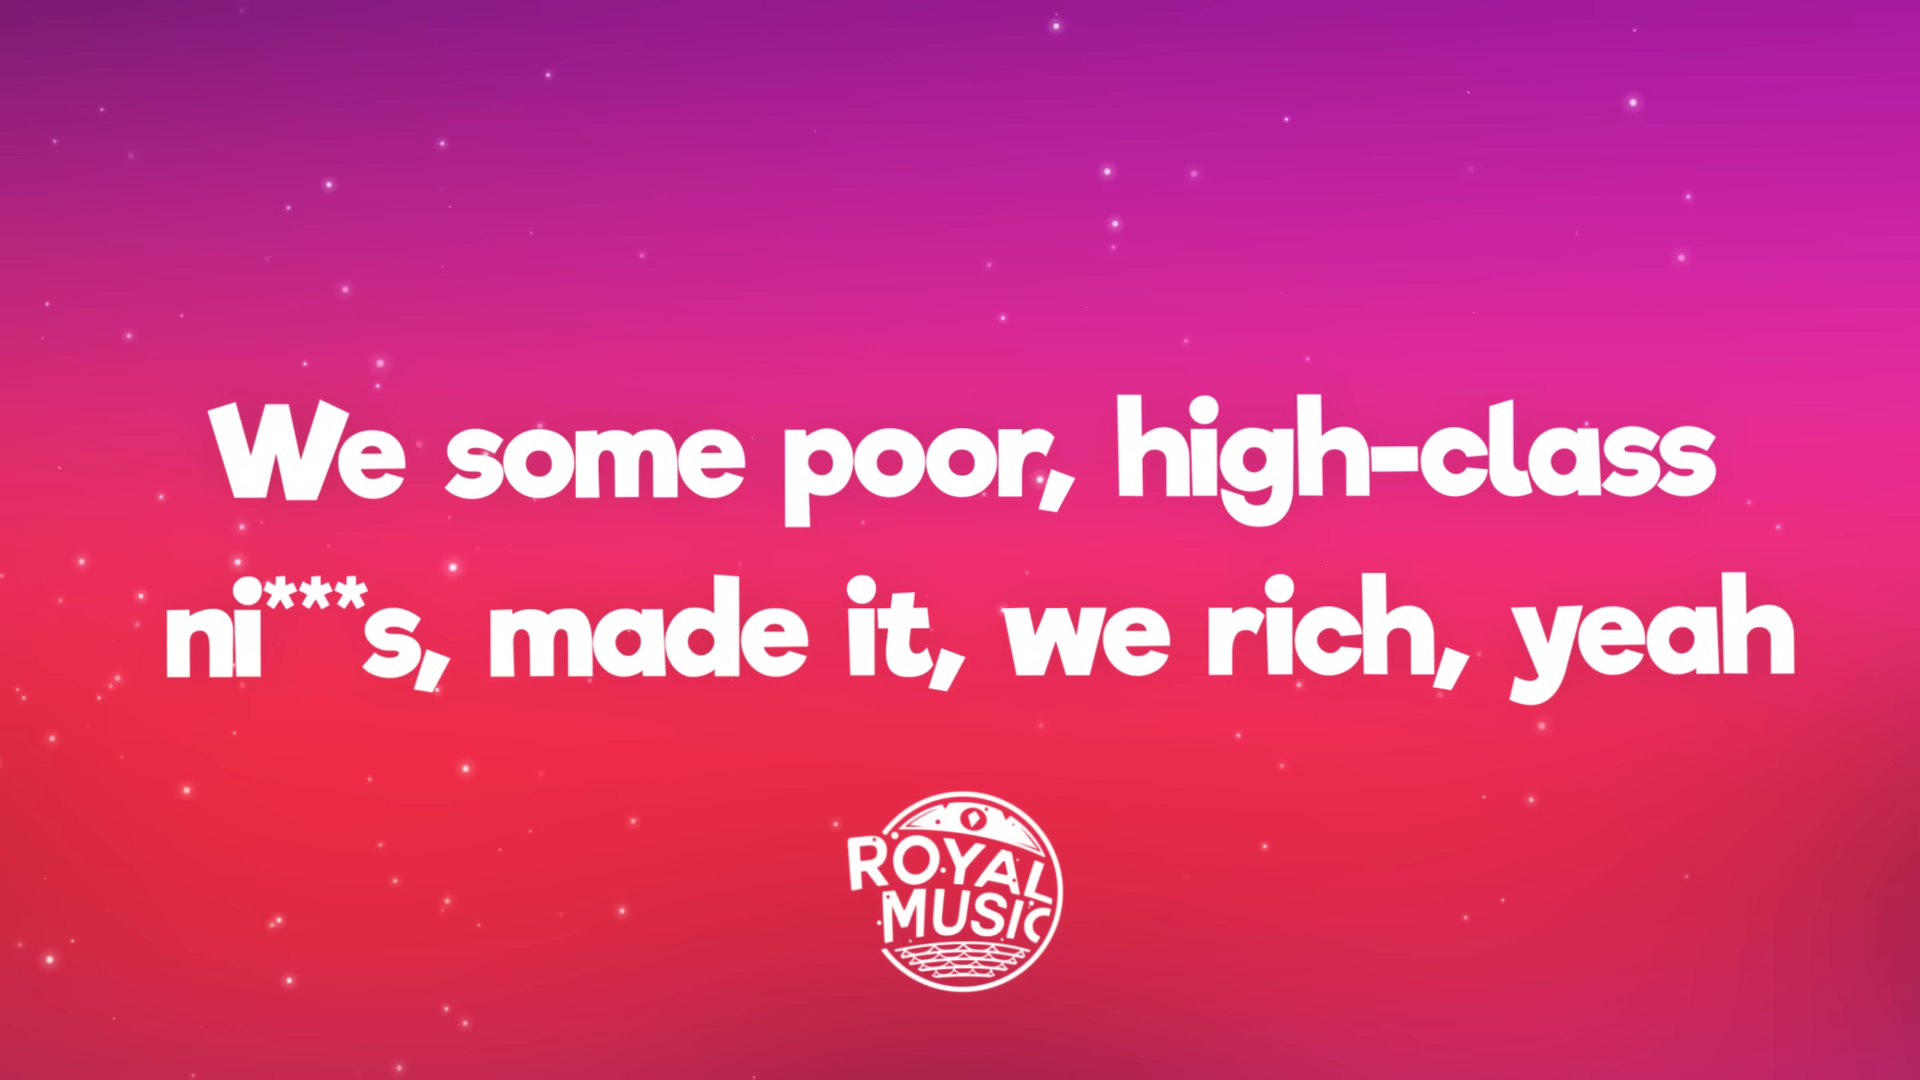 We some poor, high-class
ni***s, made it, we rich, yeah
ROYAL
MUSIC